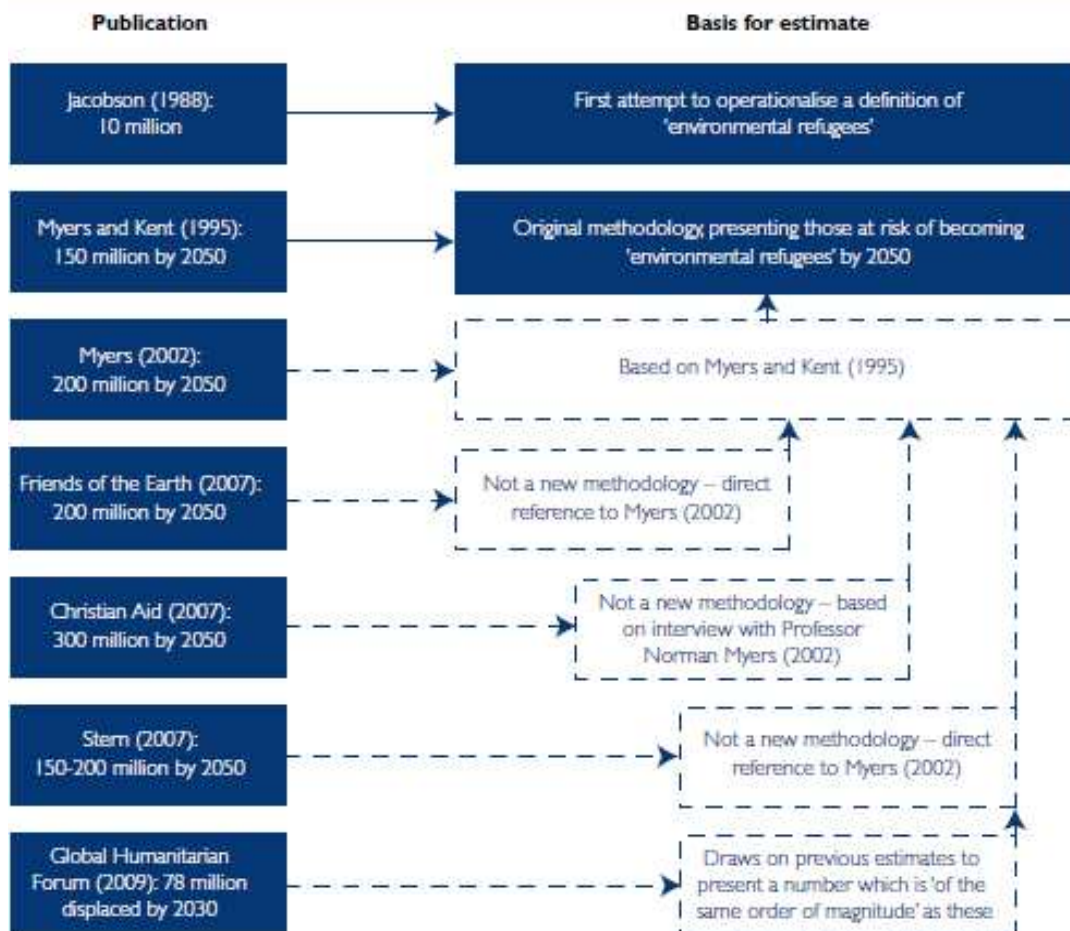 Publication
Basis for estimate
Jacobson (1988):
10 million
First attempt to operationalise a definition of
'environmental refugees'
Myers and Kent (1995):
150 million by 2050
Original methodology, presenting those at risk of becoming
'environmental refugees' by 2050
Myers (2002):
200 million by 2050
Based on Myers and Kent (1995)
Friends of the Earth (2007):
200 million by 2050
Not a new methodology – direct
reference to Myers (2002)
Christian Aid (2007):
300 million by 2050
Not a new methodology – based
on interview with Professor
Norman Myers (2002)
Stern (2007):
150-200 million by 2050
Not a new methodology – direct
reference to Myers (2002)
Global Humanitarian
Forum (2009): 78 million
displaced by 2030
Draws on previous estimates to
present a number which is 'of the
same order of magnitude' as these